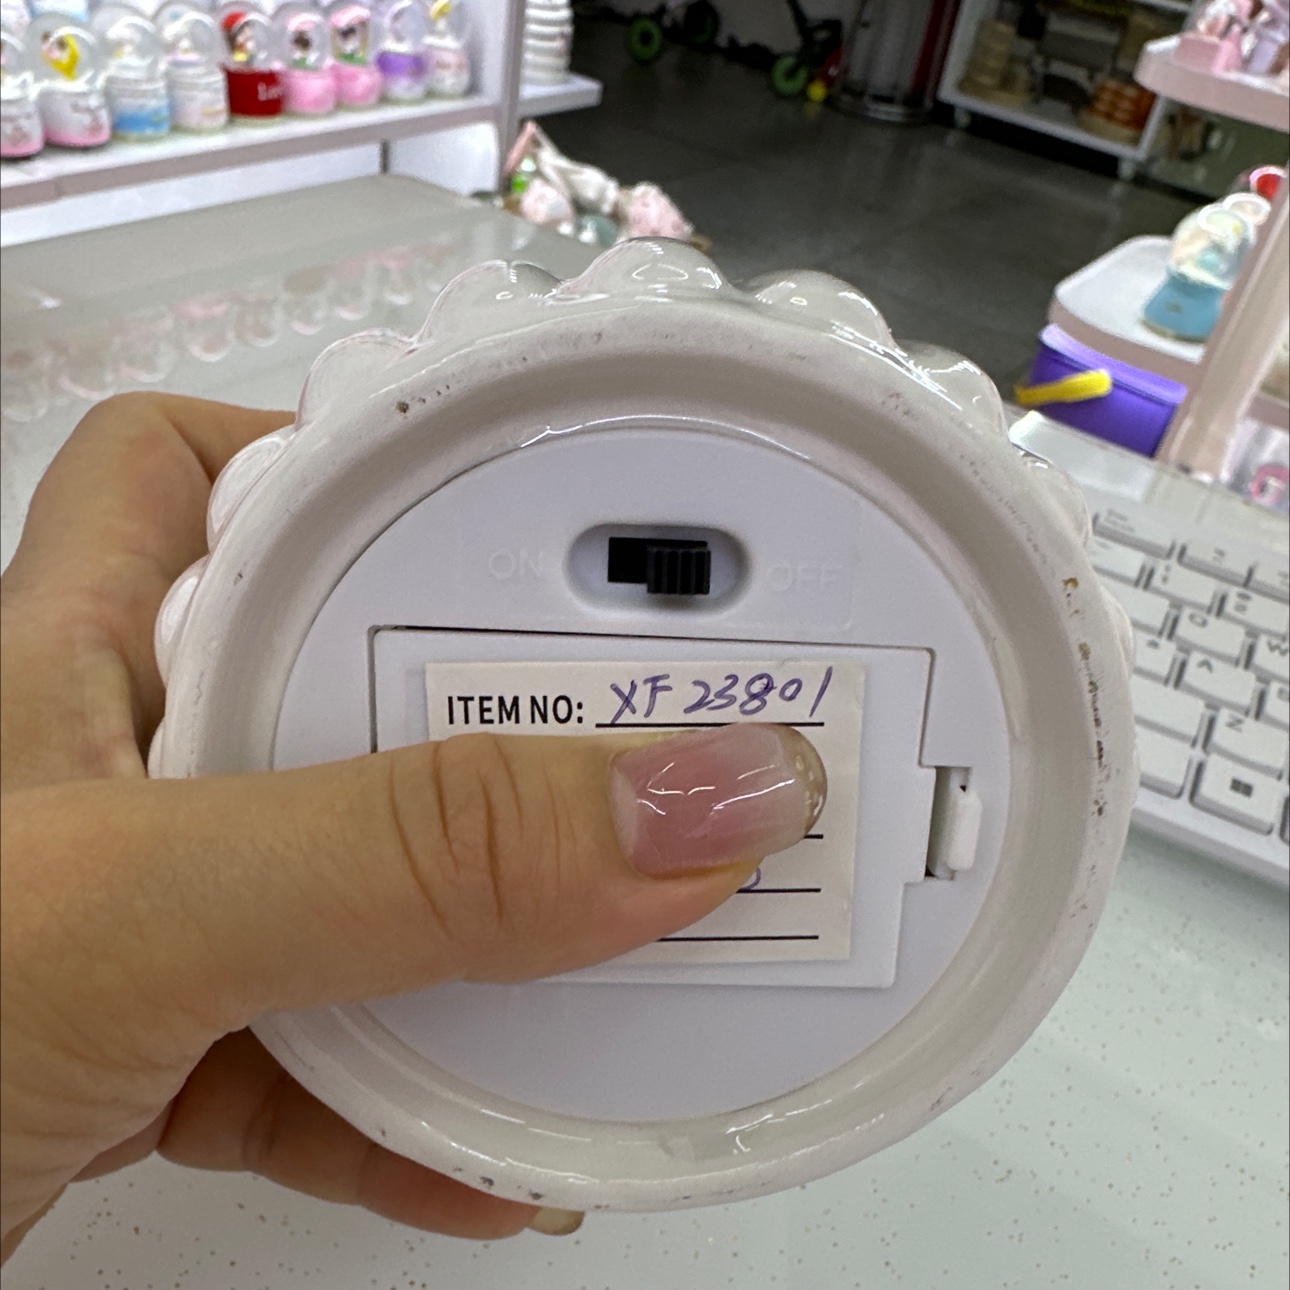 ON OFF
ITEM NO: XF 23801